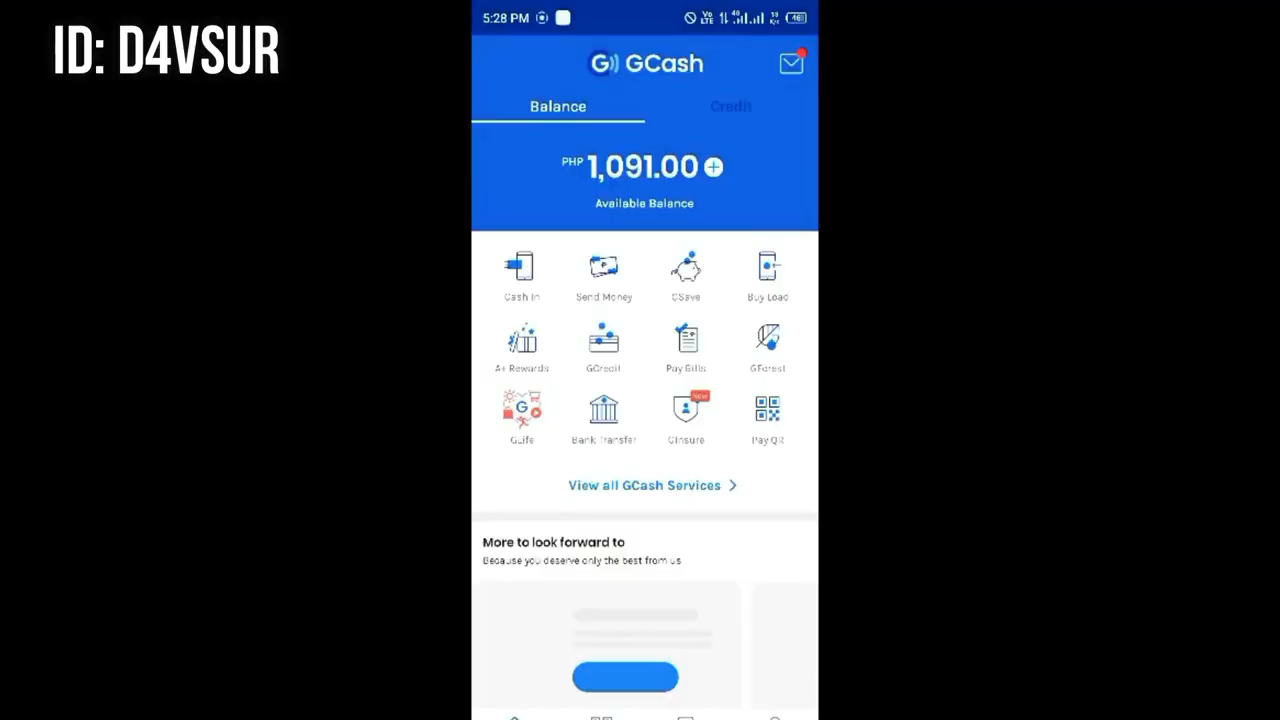 ID: D4VSUR
5:28 PM
GCash
Balance
Credit
PHP 1,091.00
Available Balance
Cash In
Send Money
GSave
Buy Load
A+ Rewards
GCredit
Pay Bills
GForest
New
GLife
Bank Transfer
GInsure
Pay QR
View all GCash Services
More to look forward to
Because you deserve only the best from us